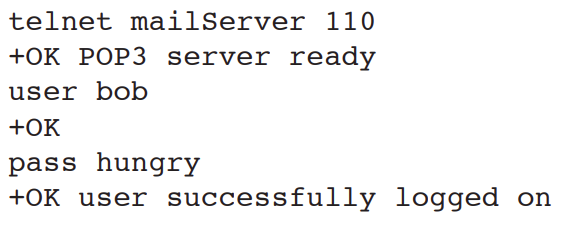 telnet mailServer 110
+OK POP3 server ready
user bob
+OK
pass hungry
+OK user successfully logged on